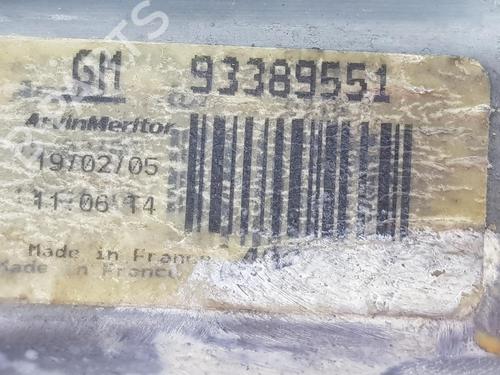 GM 93389551
ArvinMeritor
19/02/05
11:06 14
Made in France
Made in France